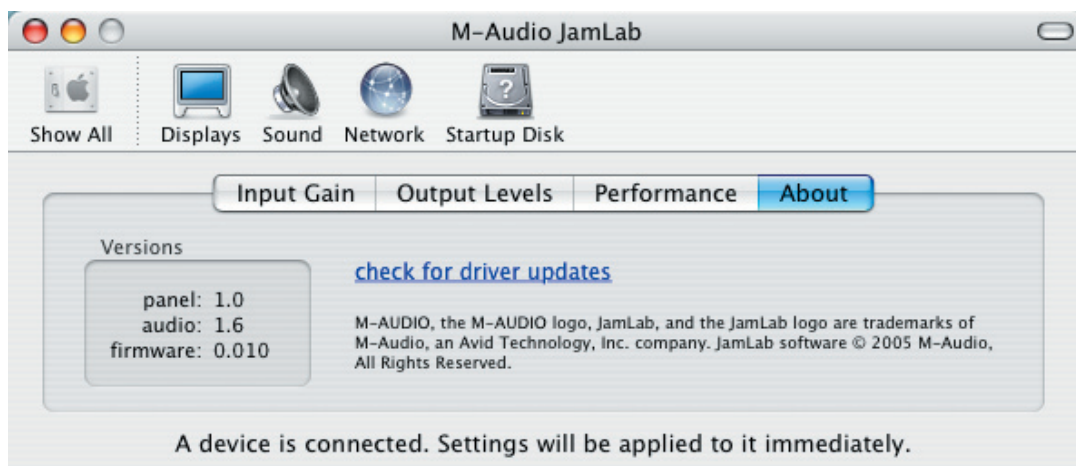 M-Audio JamLab
Show All
Displays
Sound
Network
Startup Disk
Input Gain
Output Levels
Performance
About
Versions
panel: 1.0
audio: 1.6
firmware: 0.010
check for driver updates
M-AUDIO, the M-AUDIO logo, JamLab, and the JamLab logo are trademarks of
M-Audio, an Avid Technology, Inc. company. JamLab software © 2005 M-Audio,
All Rights Reserved.
A device is connected. Settings will be applied to it immediately.